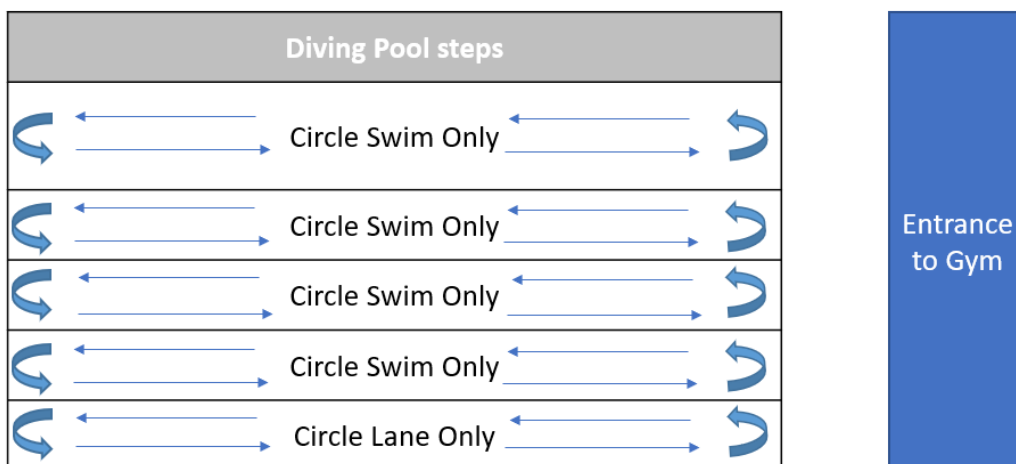 Diving Pool steps
Circle Swim Only
Circle Swim Only
Circle Swim Only
Circle Swim Only
Circle Lane Only
Entrance
to Gym